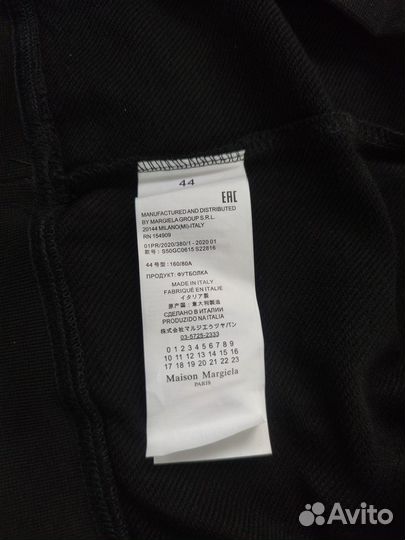 44
EAC
MANUFACTURED AND DISTRIBUTED
BY MARGIELA GROUP S.R.L.
20144 MILANO(MI)-ITALY
RN 154909
01PR/2020/380/1 - 2020 01
款号: S50GC0615 S22816
44 号型: 160/80A
ПРОДУКТ: ФУТБОЛКА
MADE IN ITALY
FABRIQUÉ EN ITALIE
イタリア製
原产国: 意大利制造
СДЕЛАНО В ИТАЛИИ
PRODUZIDO NA ITALIA
株式会社マルジエラジャパン
03-5725-2333
0 1 2 3 4 5 6 7 8 9
10 11 12 13 14 15 16
17 18 19 20 21 22 23
Maison Margiela
PARIS
Avito